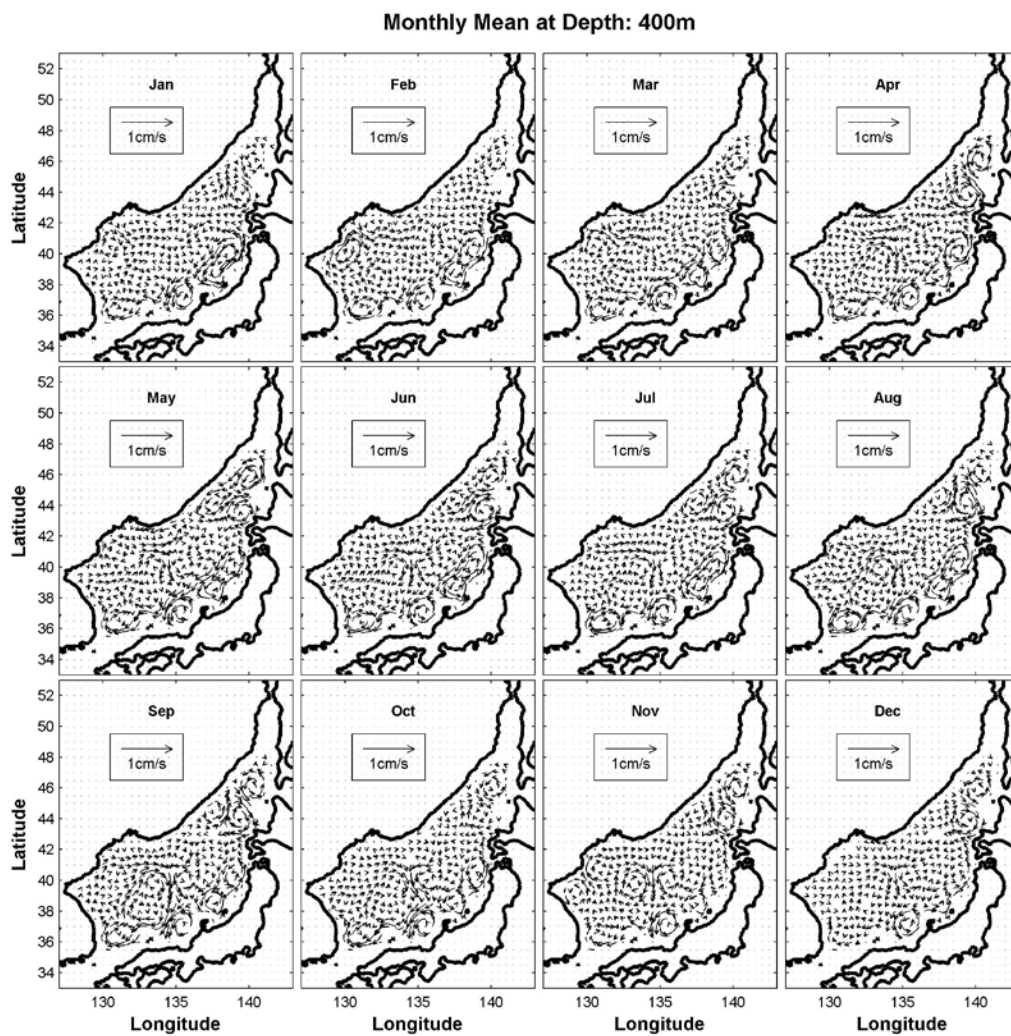 Monthly Mean at Depth: 400m
Jan Feb Mar Apr
1cm/s 1cm/s 1cm/s 1cm/s
Latitude
52
50
48
46
44
42
40
38
36
34
May Jun Jul Aug
1cm/s 1cm/s 1cm/s 1cm/s
Latitude
52
50
48
46
44
42
40
38
36
34
Sep Oct Nov Dec
1cm/s 1cm/s 1cm/s 1cm/s
Latitude
52
50
48
46
44
42
40
38
36
34
130 135 140 130 135 140 130 135 140 130 135 140
Longitude Longitude Longitude Longitude